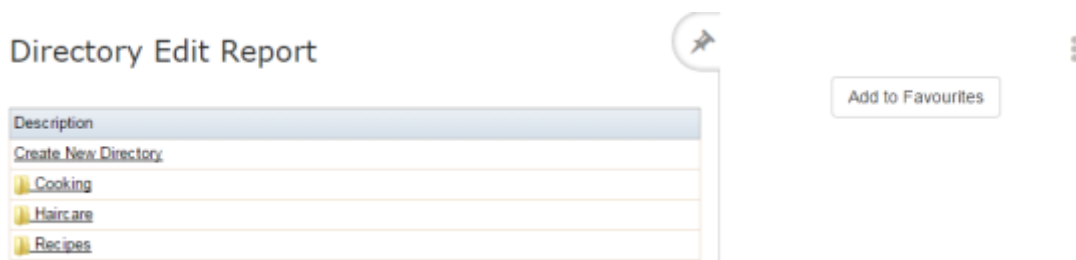 Directory Edit Report
Add to Favourites
Description
Create New Directory
Cooking
Haircare
Recipes